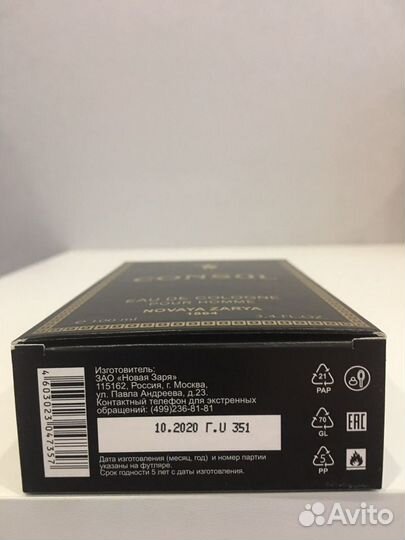 CONSUL
EAU DE COLOGNE
POUR HOMME
NOVAYA ZARYA
1864
℮ 100 ml 3.4 FL.OZ
Изготовитель:
ЗАО «Новая Заря»
115162, Россия, г. Москва,
ул. Павла Андреева, д.23.
Контактный телефон для экстренных
обращений: (499)236-81-81
10.2020 Г.U 351
Дата изготовления (месяц, год) и номер партии
указаны на футляре.
Срок годности 5 лет с даты изготовления.
4603023047357
21
PAP
70
GL
EAC
5
PP
Avito